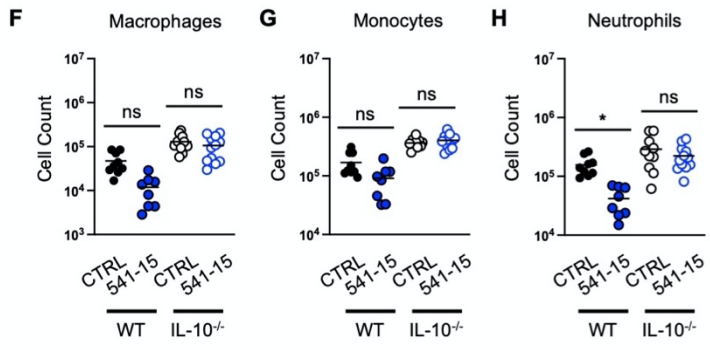 F
Macrophages
Cell Count
10⁷
10⁶
10⁵
10⁴
10³
ns
ns
CTRL
541-15
CTRL
541-15
WT
IL-10⁻/⁻
G
Monocytes
Cell Count
10⁷
10⁶
10⁵
10⁴
ns
ns
CTRL
541-15
CTRL
541-15
WT
IL-10⁻/⁻
H
Neutrophils
Cell Count
10⁷
10⁶
10⁵
10⁴
*
ns
CTRL
541-15
CTRL
541-15
WT
IL-10⁻/⁻